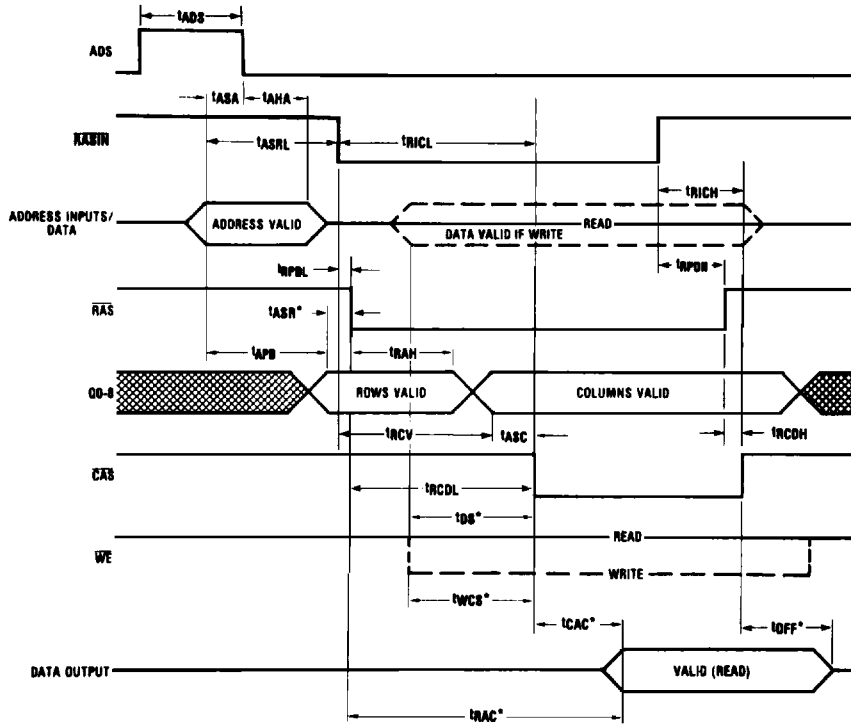 tADS
ADS
tASA
tAHA
RASIN
tASRL
tRICL
tRICH
ADDRESS INPUTS/
DATA
ADDRESS VALID
READ
DATA VALID IF WRITE
tRPDL
tRPDH
RAS
tASR*
tAPD
tRAH
Q0-8
ROWS VALID
COLUMNS VALID
tRCV
tASC
tRCDH
CAS
tRCDL
tDS*
READ
WE
WRITE
tWCS*
tCAC*
tOFF*
DATA OUTPUT
VALID (READ)
tRAC*